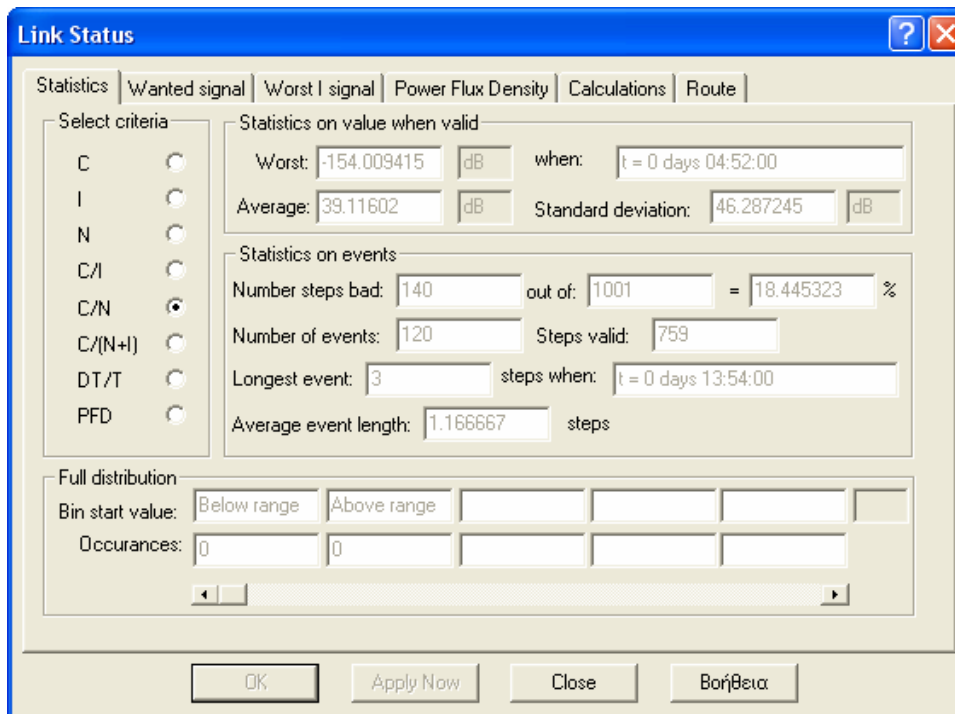 Link Status
Statistics Wanted signal Worst I signal Power Flux Density Calculations Route
Select criteria
C
I
N
C/I
C/N
C/(N+I)
DT/T
PFD
Statistics on value when valid
Worst: -154.009415 dB when: t = 0 days 04:52:00
Average: 39.11602 dB Standard deviation: 46.287245 dB
Statistics on events
Number steps bad: 140 out of: 1001 = 18.445323 %
Number of events: 120 Steps valid: 759
Longest event: 3 steps when: t = 0 days 13:54:00
Average event length: 1.166667 steps
Full distribution
Bin start value: Below range Above range
Occurances: 0 0
OK Apply Now Close Βοήθεια